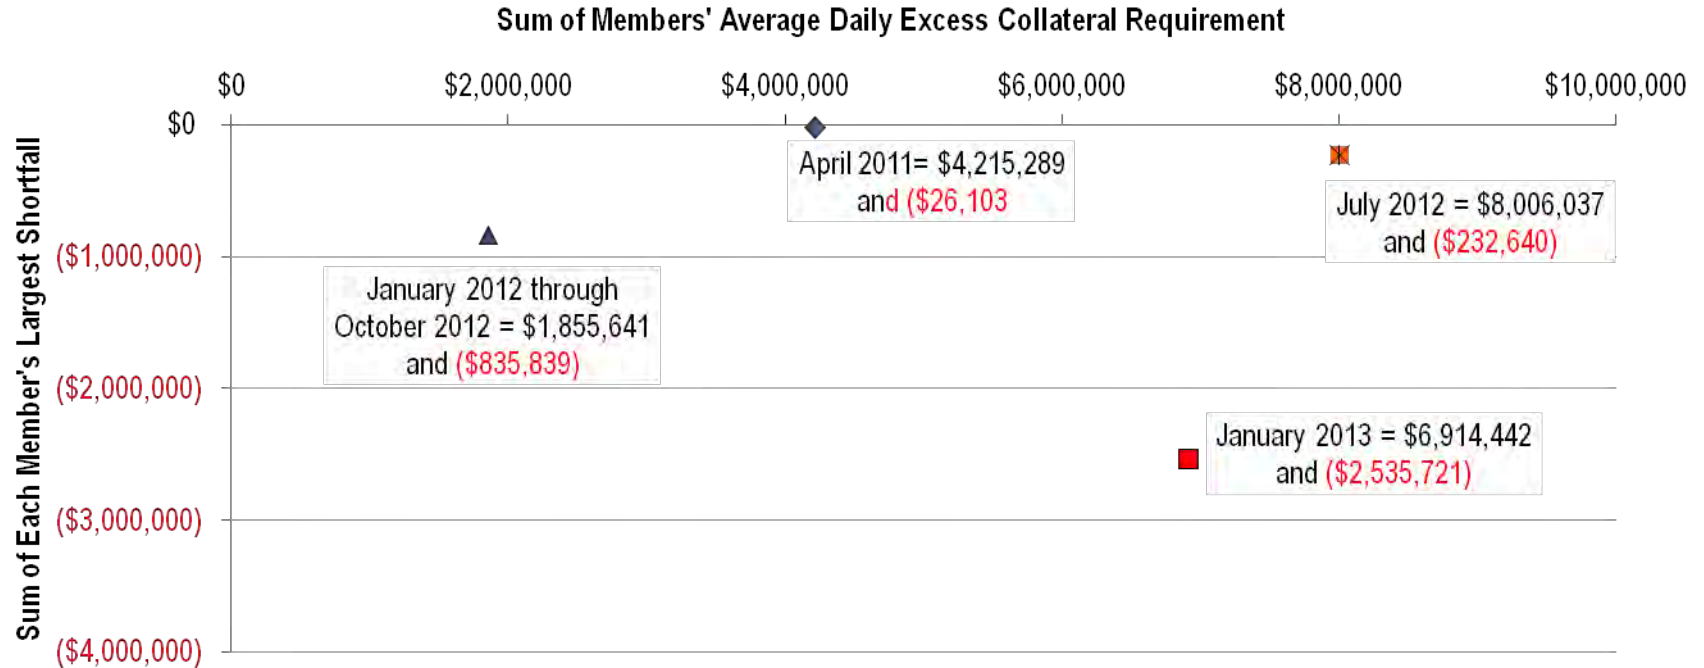 Sum of Members' Average Daily Excess Collateral Requirement
$0 $2,000,000 $4,000,000 $6,000,000 $8,000,000 $10,000,000
Sum of Each Member's Largest Shortfall
$0
($1,000,000)
($2,000,000)
($3,000,000)
($4,000,000)
April 2011= $4,215,289
and ($26,103
July 2012 = $8,006,037
and ($232,640)
January 2012 through
October 2012 = $1,855,641
and ($835,839)
January 2013 = $6,914,442
and ($2,535,721)